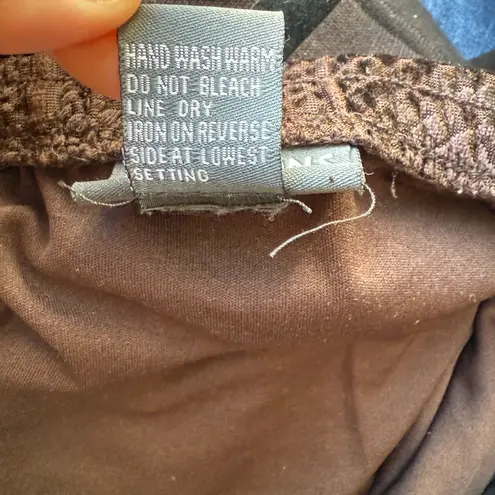 HAND WASH WARM
DO NOT BLEACH
LINE DRY
IRON ON REVERSE
SIDE AT LOWEST
SETTING